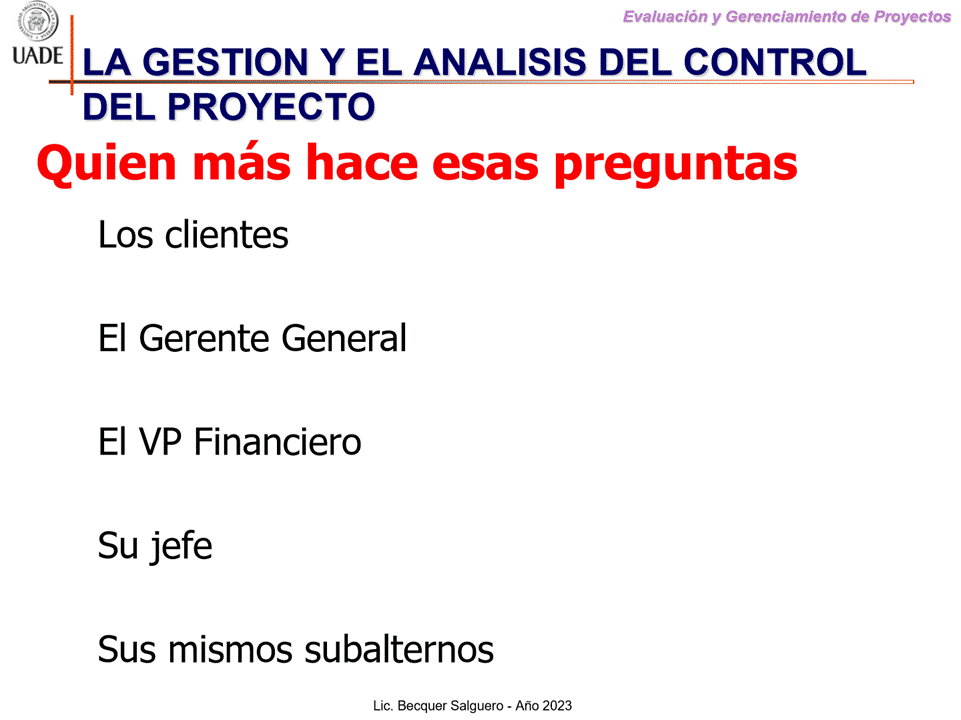 Evaluación y Gerenciamiento de Proyectos
UADE
LA GESTION Y EL ANALISIS DEL CONTROL
DEL PROYECTO
Quien más hace esas preguntas
Los clientes
El Gerente General
El VP Financiero
Su jefe
Sus mismos subalternos
Lic. Becquer Salguero - Año 2023